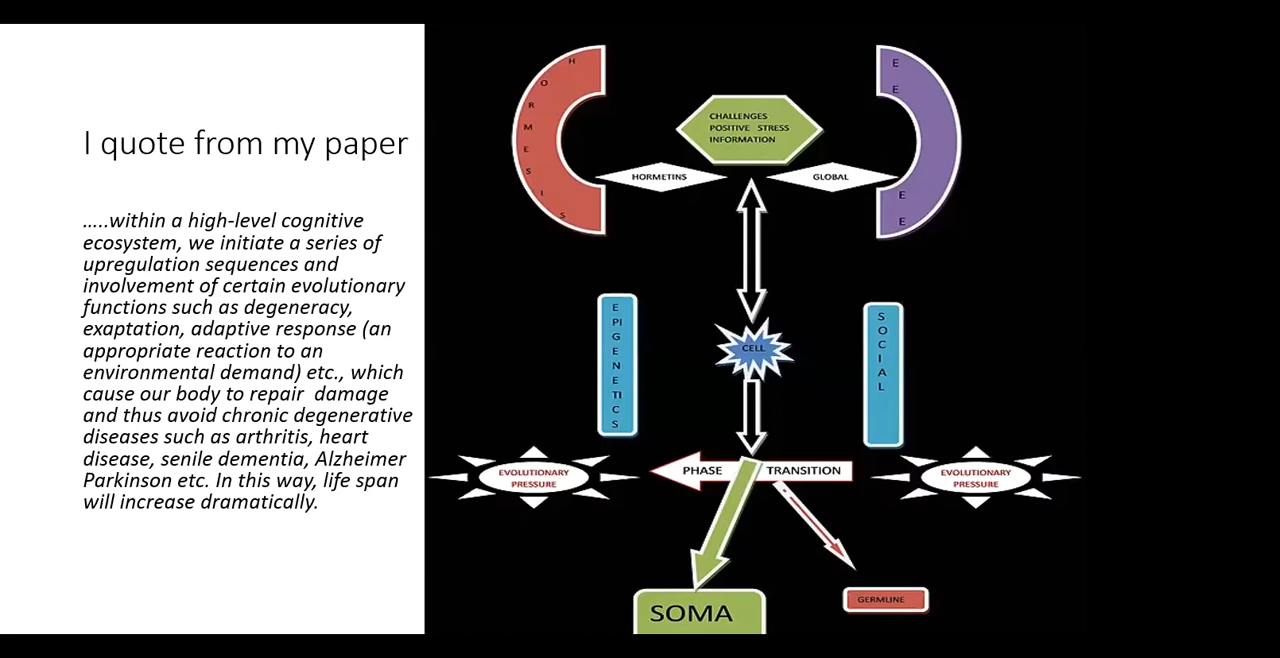 I quote from my paper
…..within a high-level cognitive
ecosystem, we initiate a series of
upregulation sequences and
involvement of certain evolutionary
functions such as degeneracy,
exaptation, adaptive response (an
appropriate reaction to an
environmental demand) etc., which
cause our body to repair  damage
and thus avoid chronic degenerative
diseases such as arthritis, heart
disease, senile dementia, Alzheimer
Parkinson etc. In this way, life span
will increase dramatically.
HORMESIS
CHALLENGES
POSITIVE STRESS
INFORMATION
E
E
E
E
HORMETINS
GLOBAL
EPIGENETICS
CELL
SOCIAL
EVOLUTIONARY
PRESSURE
PHASE TRANSITION
EVOLUTIONARY
PRESSURE
SOMA
GERMLINE